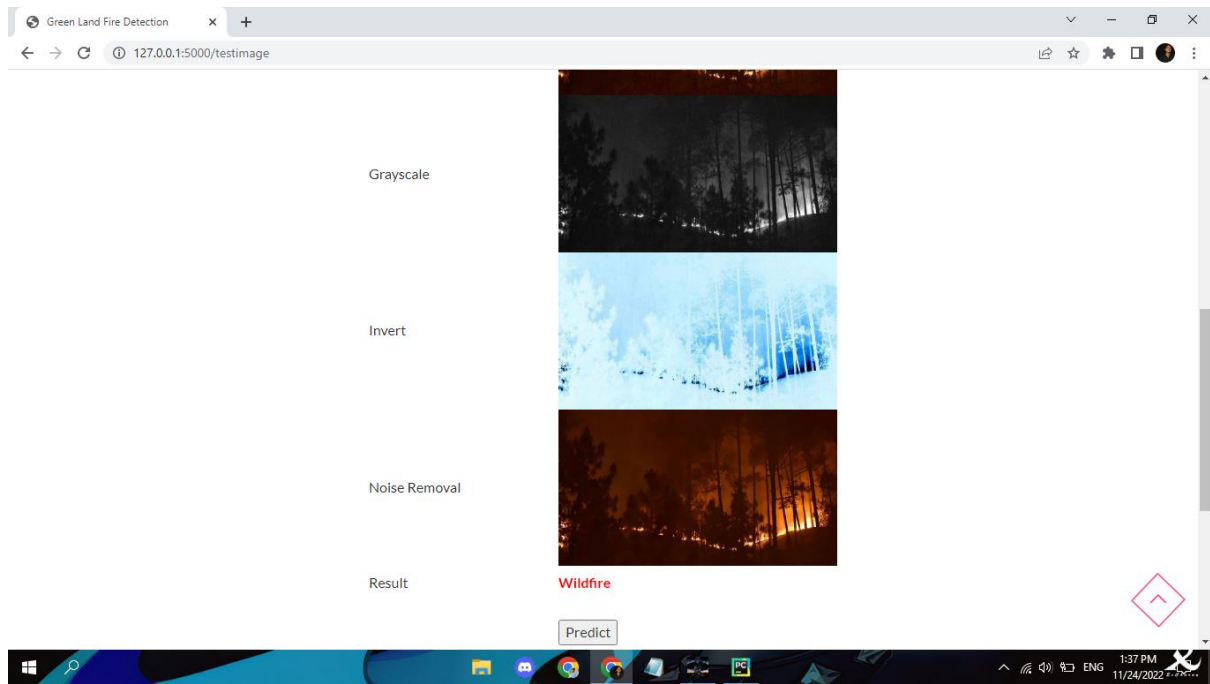 Green Land Fire Detection
127.0.0.1:5000/testimage
Grayscale
Invert
Noise Removal
Result
Wildfire
Predict
PC
ENG
1:37 PM
11/24/2022